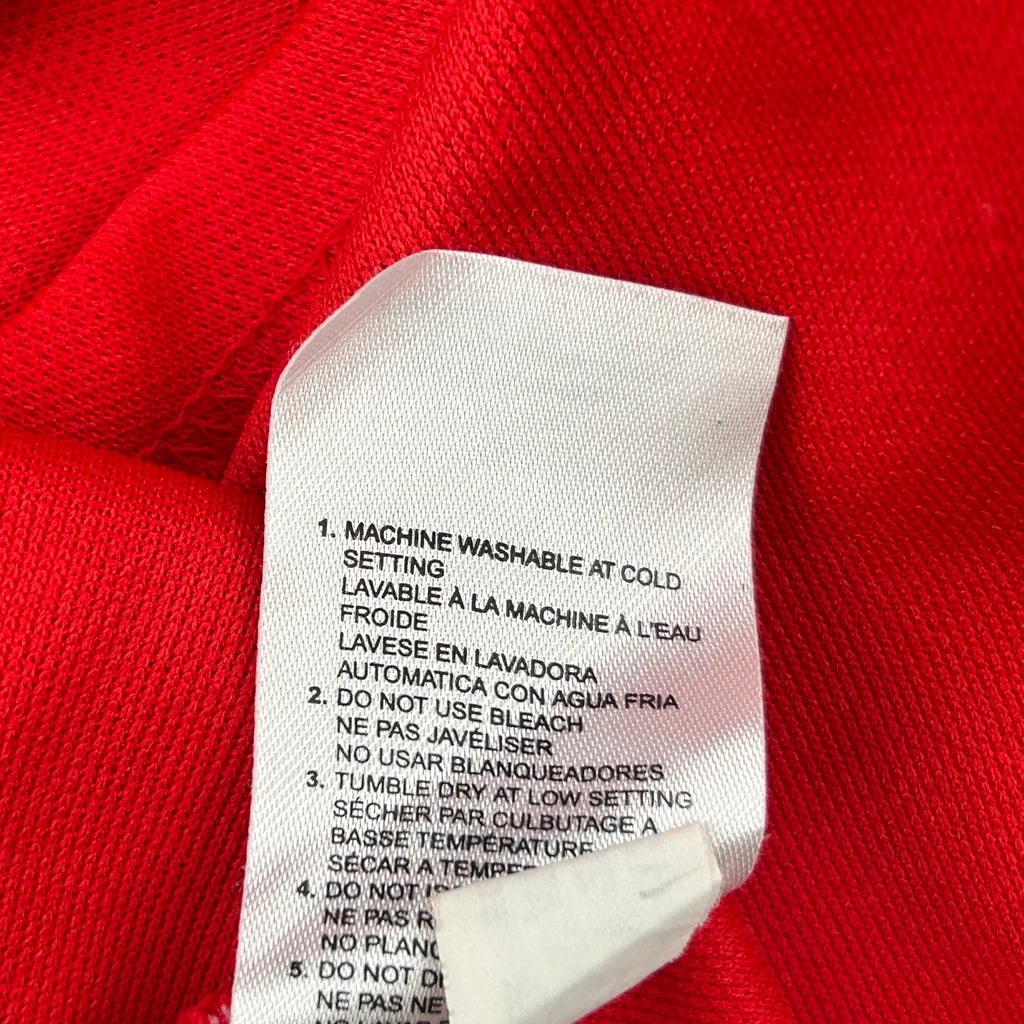 1. MACHINE WASHABLE AT COLD
SETTING
LAVABLE À LA MACHINE À L'EAU
FROIDE
LAVESE EN LAVADORA
AUTOMATICA CON AGUA FRIA
2. DO NOT USE BLEACH
NE PAS JAVÉLISER
NO USAR BLANQUEADORES
3. TUMBLE DRY AT LOW SETTING
SÉCHER PAR CULBUTAGE A
BASSE TEMPÉRATURE
SECAR A
4. DO NOT
NE PAS
NO
5. DO NOT
NE PAS